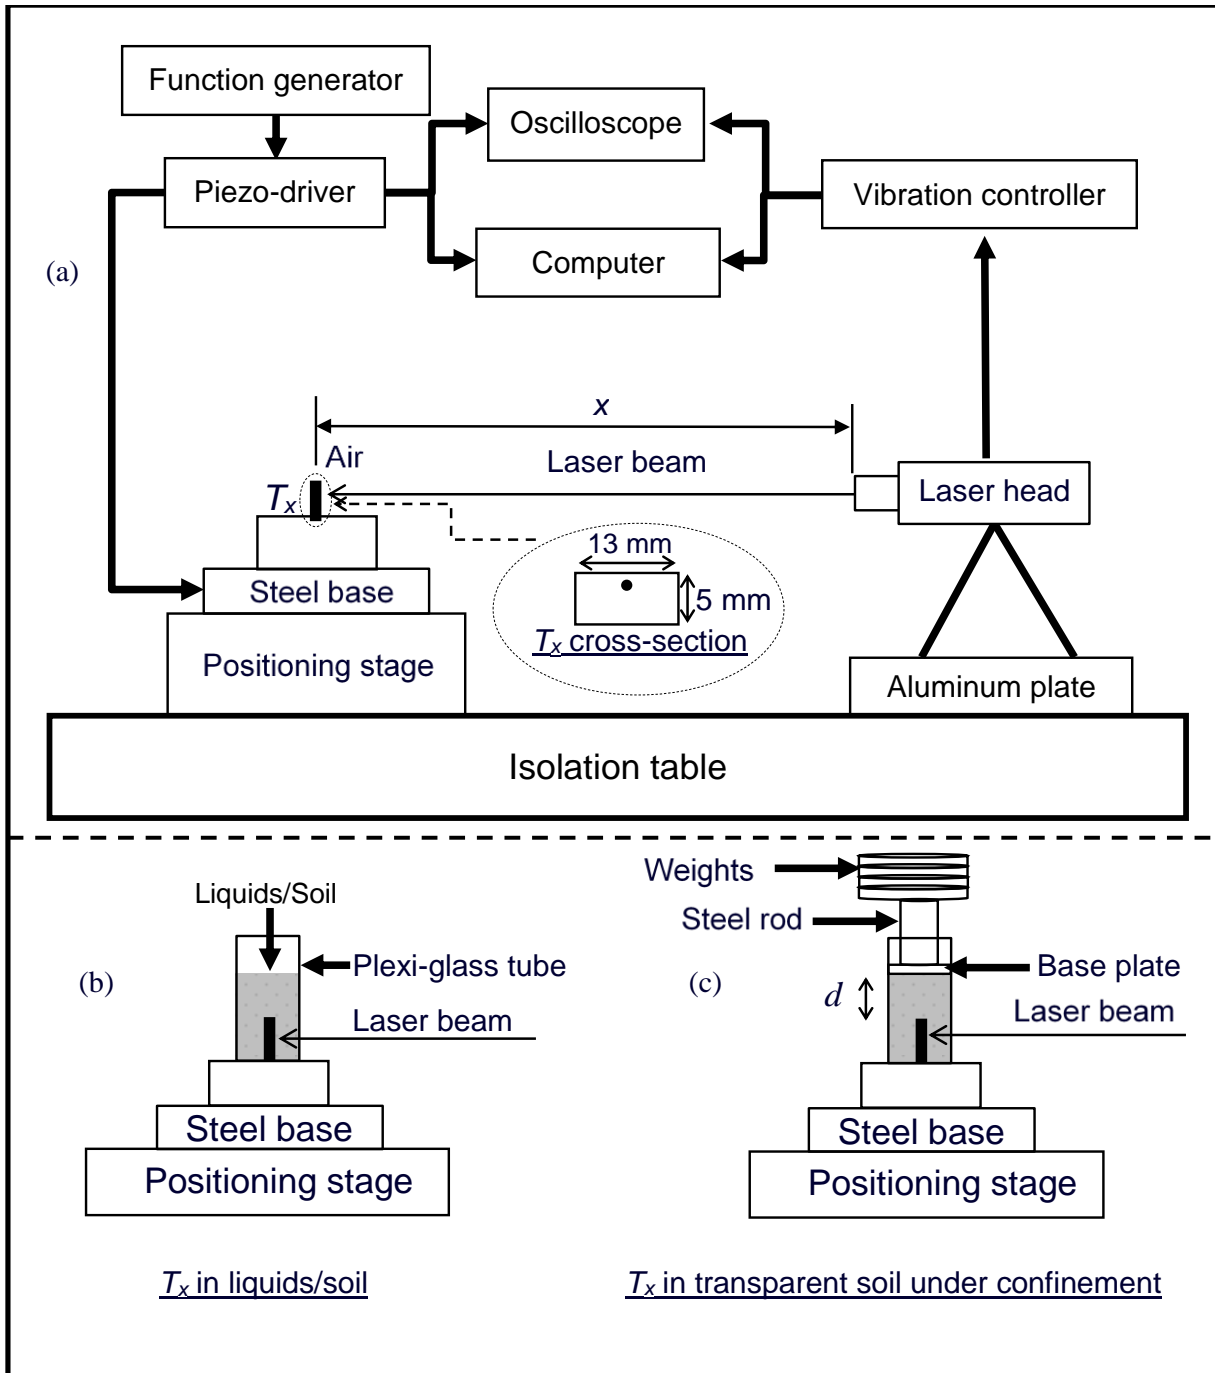 Function generator
Oscilloscope
Piezo-driver
Vibration controller
Computer
(a)
x
Air
Laser beam
Tx
Laser head
13 mm
5 mm
Steel base
Tx cross-section
Positioning stage
Aluminum plate
Isolation table
Liquids/Soil
Plexi-glass tube
(b)
Laser beam
Steel base
Positioning stage
Tx in liquids/soil
Weights
Steel rod
Base plate
(c)
d
Laser beam
Steel base
Positioning stage
Tx in transparent soil under confinement